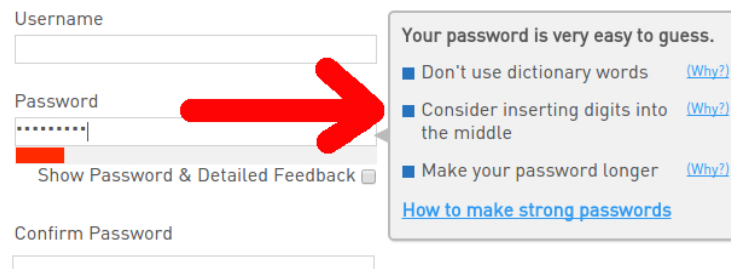 Username
Password
Show Password & Detailed Feedback
Confirm Password
Your password is very easy to guess.
Don't use dictionary words (Why?)
Consider inserting digits into (Why?)
the middle
Make your password longer (Why?)
How to make strong passwords